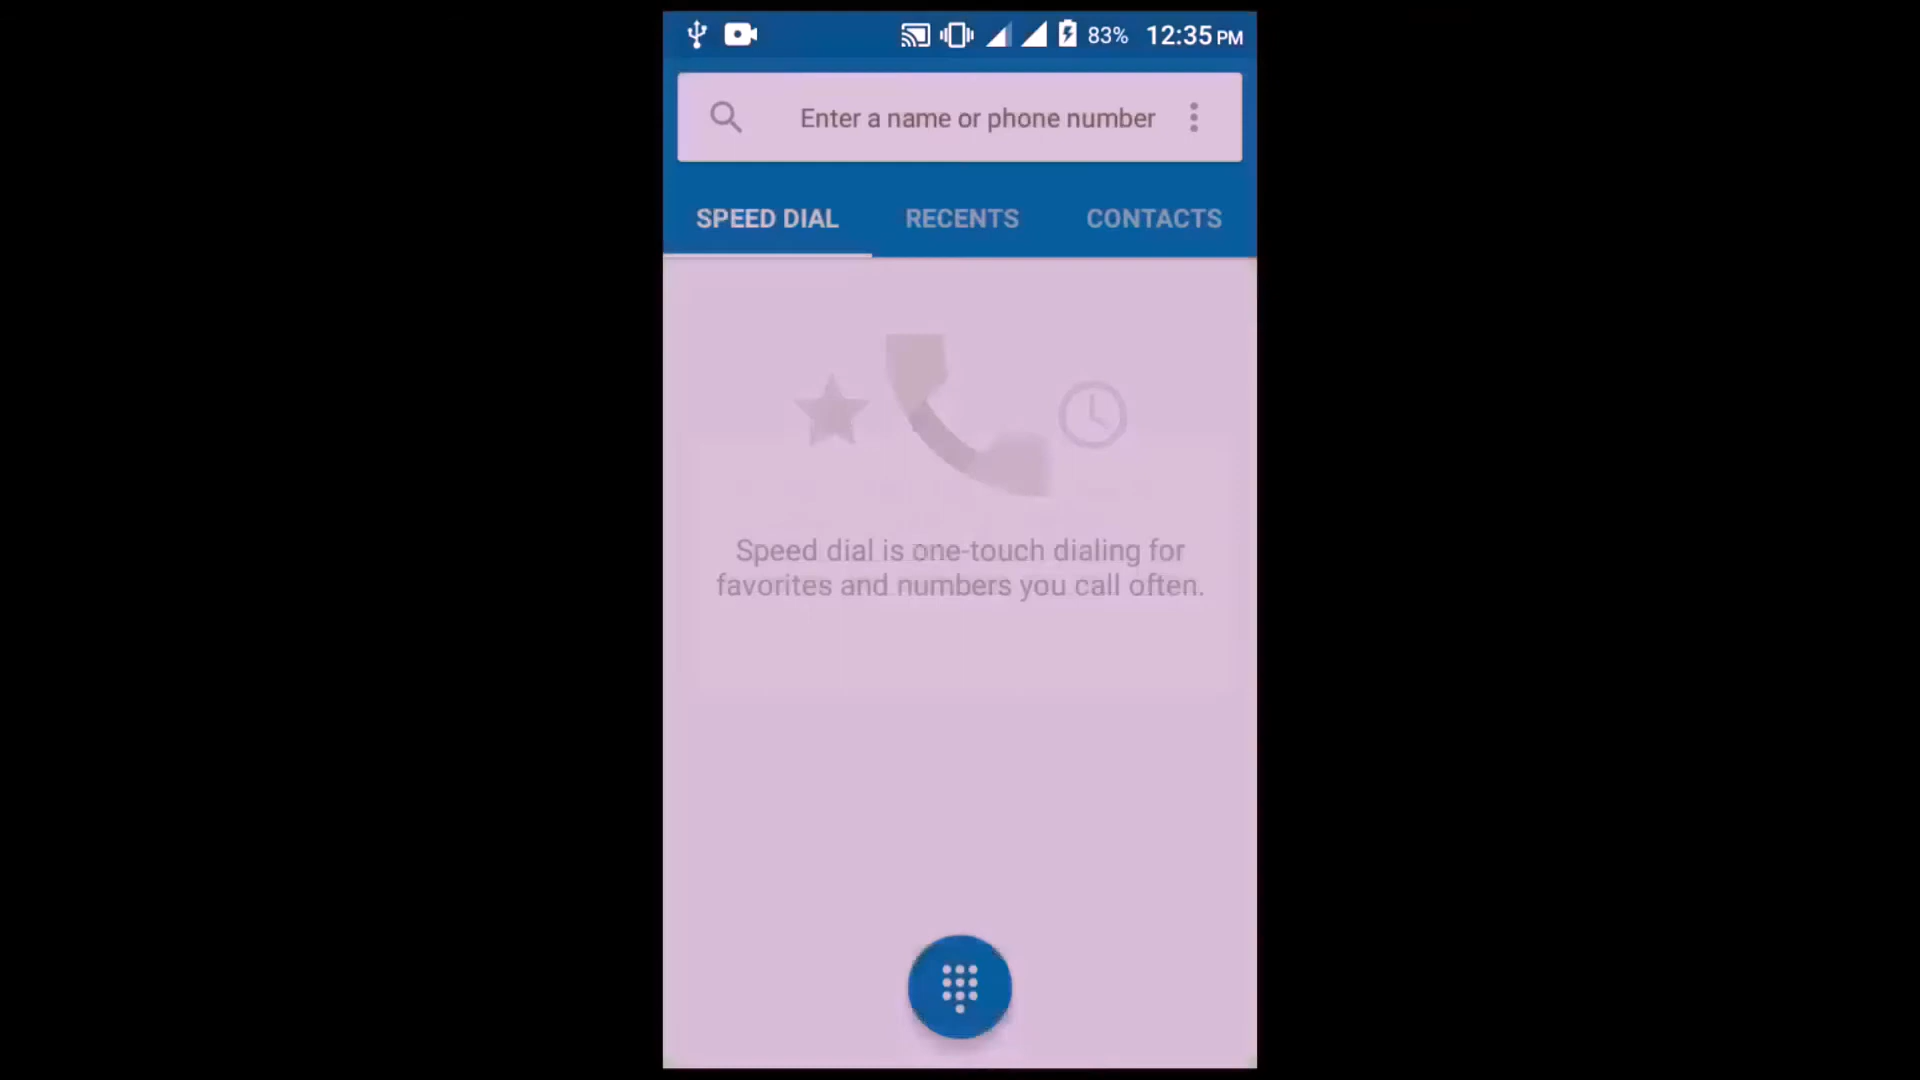 83% 12:35 PM
Enter a name or phone number
SPEED DIAL RECENTS CONTACTS
Speed dial is one-touch dialing for
favorites and numbers you call often.